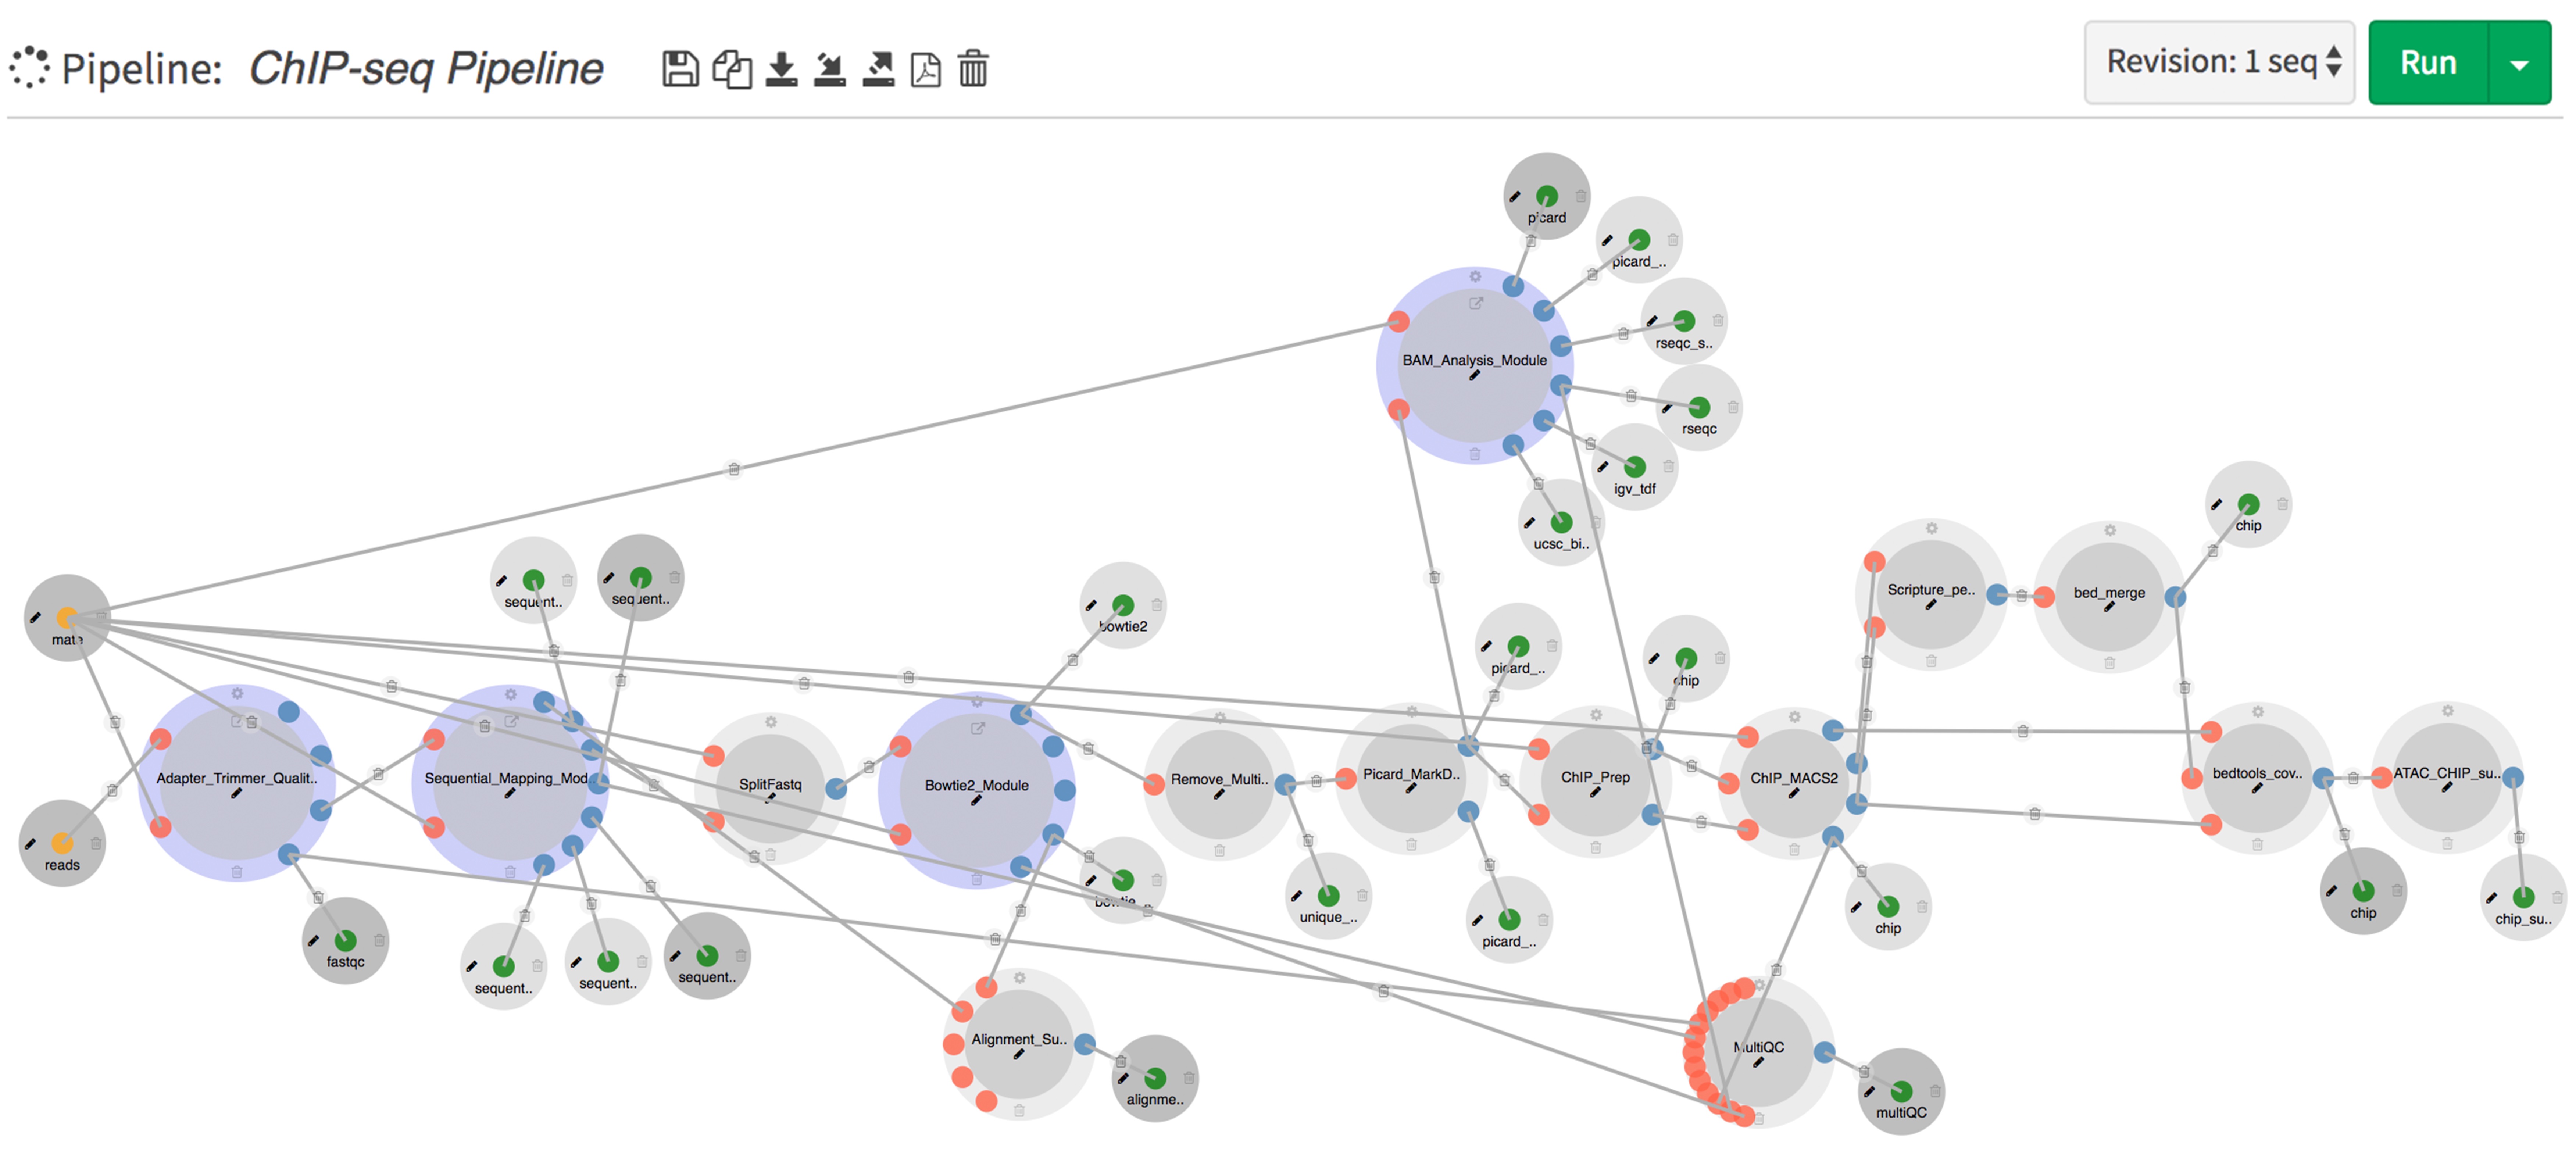 Pipeline: ChIP-seq Pipeline
Revision: 1 seq
Run
picard
picard_..
rseqc_s..
BAM_Analysis_Module
rseqc
igv_tdf
ucsc_bi..
chip
sequent..
sequent..
mate
bowtie2
Scripture_pe..
bed_merge
picard_..
chip
Adapter_Trimmer_Qualit..
Sequential_Mapping_Mod..
SplitFastq
Bowtie2_Module
Remove_Multi..
Picard_MarkD..
ChIP_Prep
ChIP_MACS2
bedtools_cov..
ATAC_CHIP_su..
reads
fastqc
sequent..
sequent..
sequent..
unique_..
picard_..
chip
chip
chip_su..
Alignment_Su..
alignme..
MultiQC
multiQC